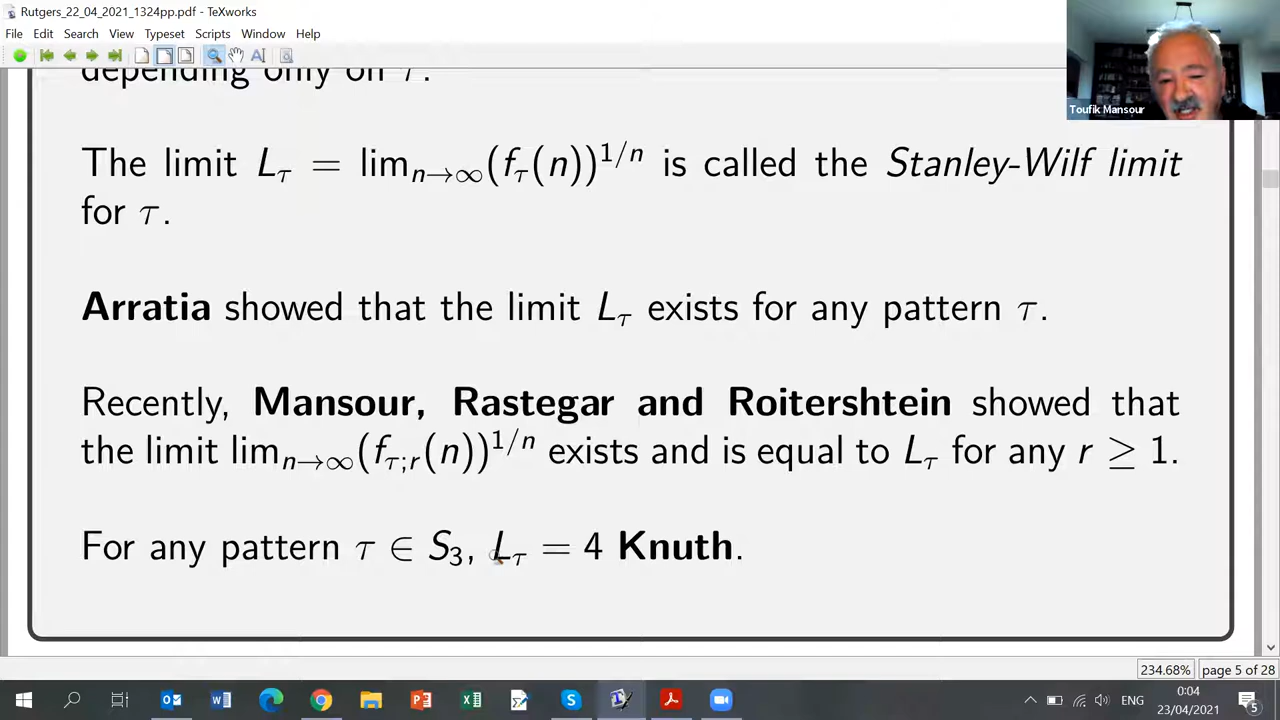 Rutgers_22_04_2021_1324pp.pdf - TeXworks
File Edit Search View Typeset Scripts Window Help
Toufik Mansour
depending only on τ.
The limit L_τ = lim_{n→∞}(f_τ(n))^{1/n} is called the Stanley-Wilf limit
for τ.
Arratia showed that the limit L_τ exists for any pattern τ.
Recently, Mansour, Rastegar and Roitershtein showed that
the limit lim_{n→∞}(f_{τ;r}(n))^{1/n} exists and is equal to L_τ for any r ≥ 1.
For any pattern τ ∈ S_3, L_τ = 4 Knuth.
234.68% page 5 of 28
ENG
0:04
23/04/2021
5